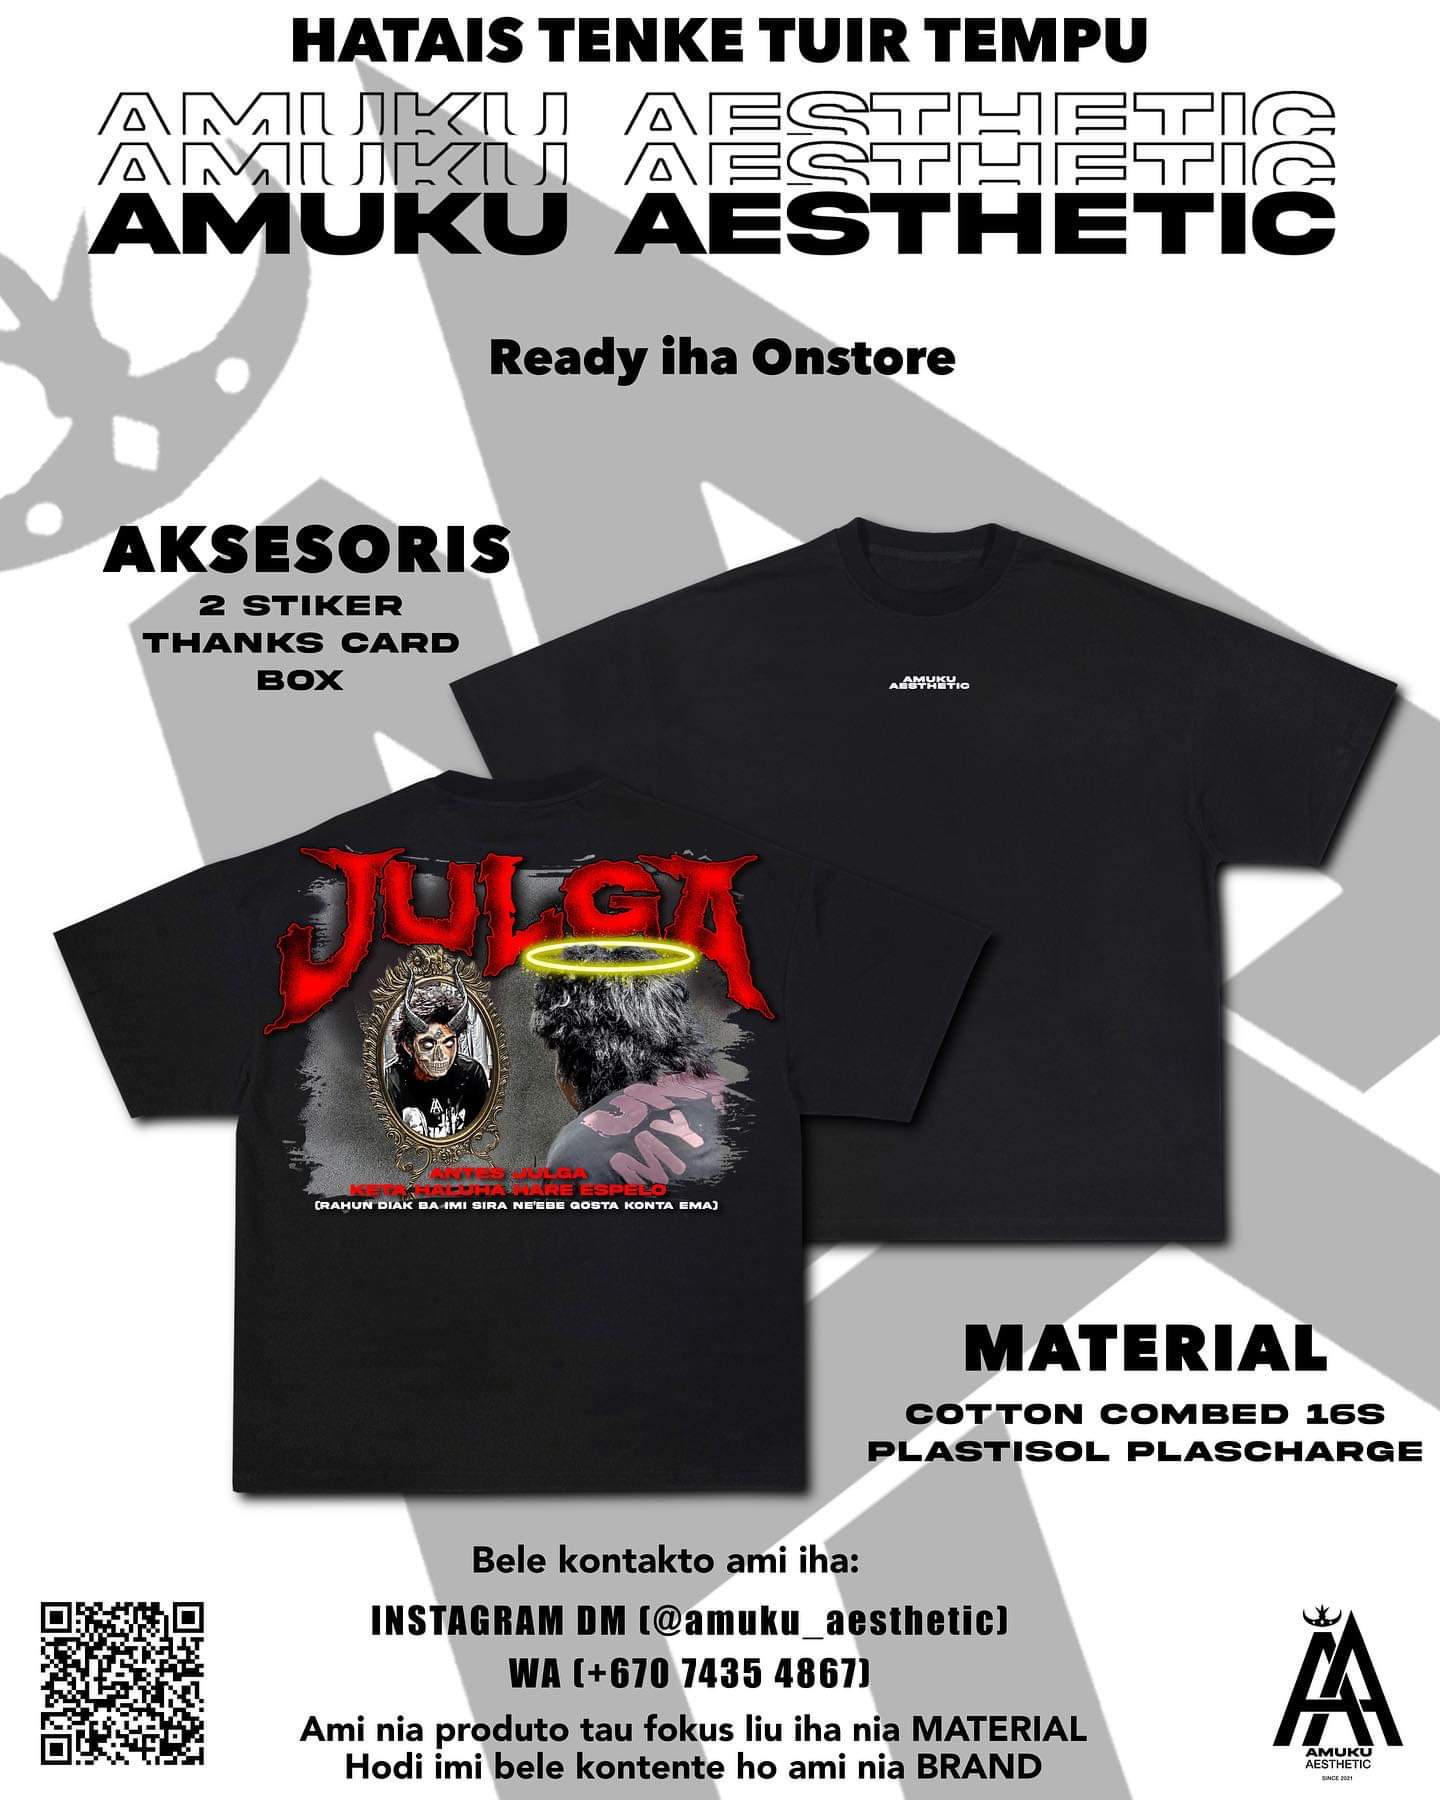 HATAIS TENKE TUIR TEMPU
AMUKU AESTHETIC
AMUKU AESTHETIC
AMUKU AESTHETIC
Ready iha Onstore
AKSESORIS
2 STIKER
THANKS CARD
BOX
AMUKU
AESTHETIC
JULGA
MY
ANTES JULGA
KETA HALUHA HARE ESPELO
(RAHUN DIAK BA IMI SIRA NE'EBE GOSTA KONTA EMA)
MATERIAL
COTTON COMBED 16S
PLASTISOL PLASCHARGE
Bele kontakto ami iha:
INSTAGRAM DM (@amuku_aesthetic)
WA (+670 7435 4867)
Ami nia produto tau fokus liu iha nia MATERIAL
Hodi imi bele kontente ho ami nia BRAND
AMUKU
AESTHETIC
SINCE 2021